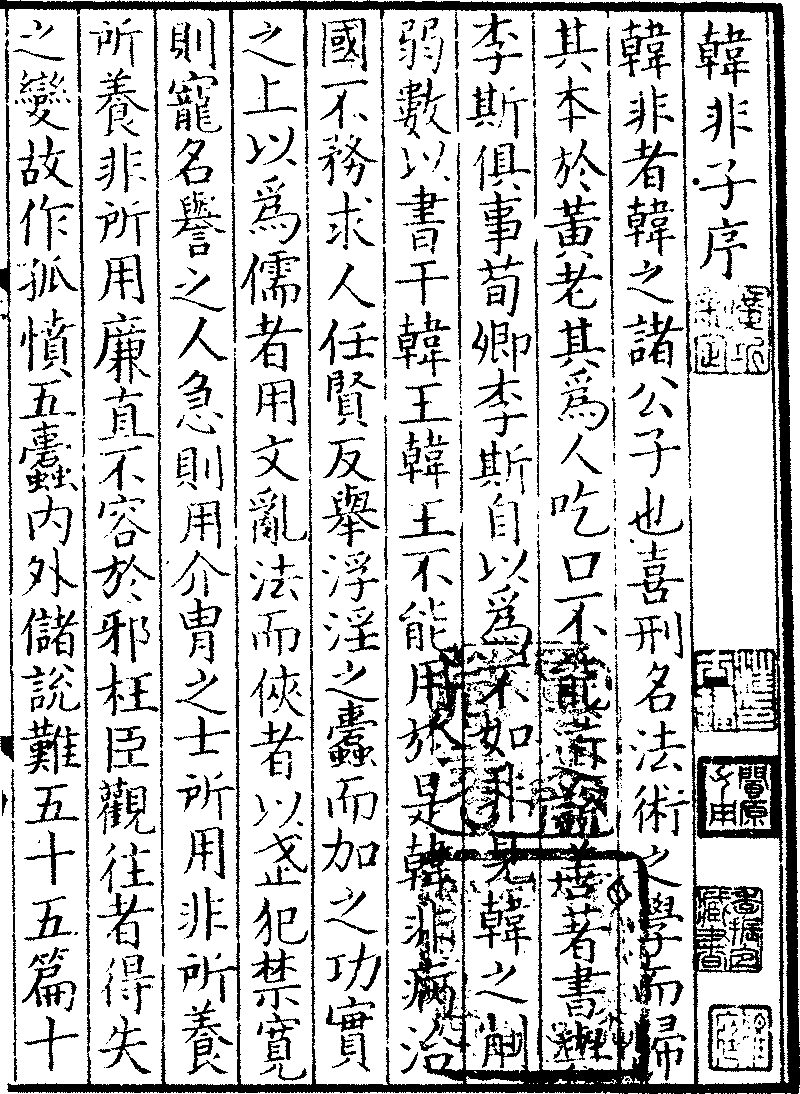 韓非子序
韓非者韓之諸公子也喜刑名法術之學而歸
其本於黃老其爲人吃口不能道說善著書與
李斯俱事荀卿李斯自以爲不如非見韓之削
弱數以書干韓王韓王不能用於是韓非病治
國不務求人任賢反舉浮淫之蠹而加之功實
之上以爲儒者用文亂法而俠者以武犯禁寬
則寵名譽之人急則用介冑之士所用非所養
所養非所用廉直不容於邪枉臣觀往者得失
之變故作孤憤五蠹内外儲說難五十五篇十